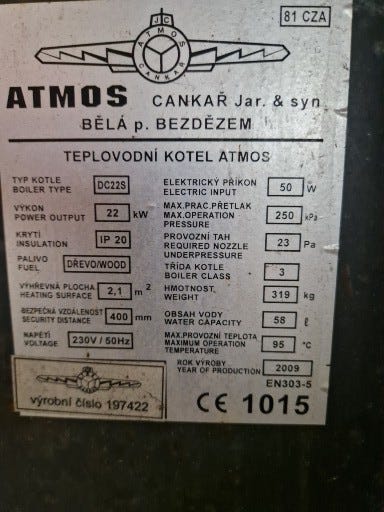 81 CZA
JC
ATMOS
CANKAŘ
ATMOS CANKAŘ Jar. & syn
BĚLÁ p. BEZDĚZEM
TEPLOVODNÍ KOTEL ATMOS
TYP KOTLE
BOILER TYPE DC22S
VÝKON
POWER OUTPUT 22 kW
KRYTÍ
INSULATION IP 20
PALIVO
FUEL DŘEVO/WOOD
VÝHŘEVNÁ PLOCHA
HEATING SURFACE 2,1 m²
BEZPEČNÁ VZDÁLENOST
SECURITY DISTANCE 400 mm
NAPĚTÍ
VOLTAGE 230V / 50Hz
ELEKTRICKÝ PŘÍKON
ELECTRIC INPUT 50 W
MAX.PRAC.PŘETLAK
MAX.OPERATION
PRESSURE 250 kPa
PROVOZNÍ TAH
REQUIRED NOZZLE
UNDERPRESSURE 23 Pa
TŘÍDA KOTLE
BOILER CLASS 3
HMOTNOST
WEIGHT 319 kg
OBSAH VODY
WATER CAPACITY 58 ℓ
MAX.PROVOZNÍ TEPLOTA
MAXIMUM OPERATION
TEMPERATURE 95 °C
ROK VÝROBY
YEAR OF PRODUCTION 2009
EN303-5
výrobní číslo 197422
CE 1015